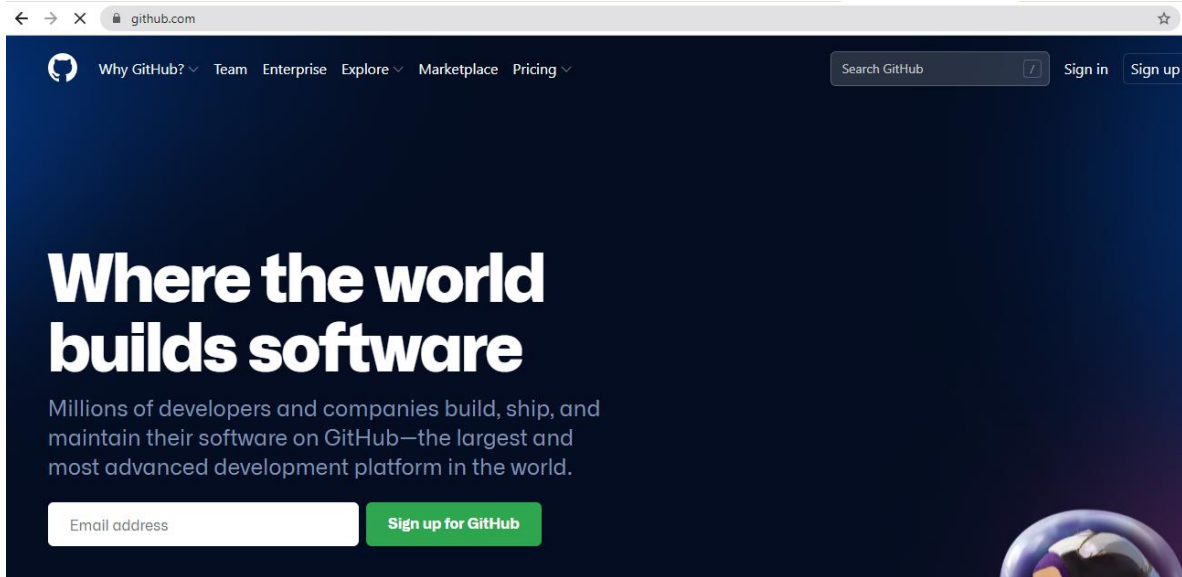 github.com
Why GitHub? Team Enterprise Explore Marketplace Pricing Search GitHub / Sign in Sign up
Where the world
builds software
Millions of developers and companies build, ship, and
maintain their software on GitHub—the largest and
most advanced development platform in the world.
Email address Sign up for GitHub